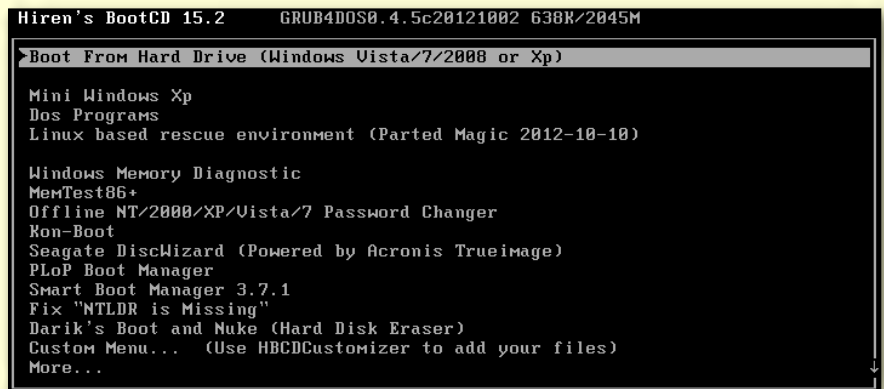 Hiren's BootCD 15.2 GRUB4DOS0.4.5c20121002 638K/2045M
Boot From Hard Drive (Windows Vista/7/2008 or Xp)
Mini Windows Xp
Dos Programs
Linux based rescue environment (Parted Magic 2012-10-10)
Windows Memory Diagnostic
MemTest86+
Offline NT/2000/XP/Vista/7 Password Changer
Kon-Boot
Seagate DiscWizard (Powered by Acronis Trueimage)
PLoP Boot Manager
Smart Boot Manager 3.7.1
Fix "NTLDR is Missing"
Darik's Boot and Nuke (Hard Disk Eraser)
Custom Menu... (Use HBCDCustomizer to add your files)
More...